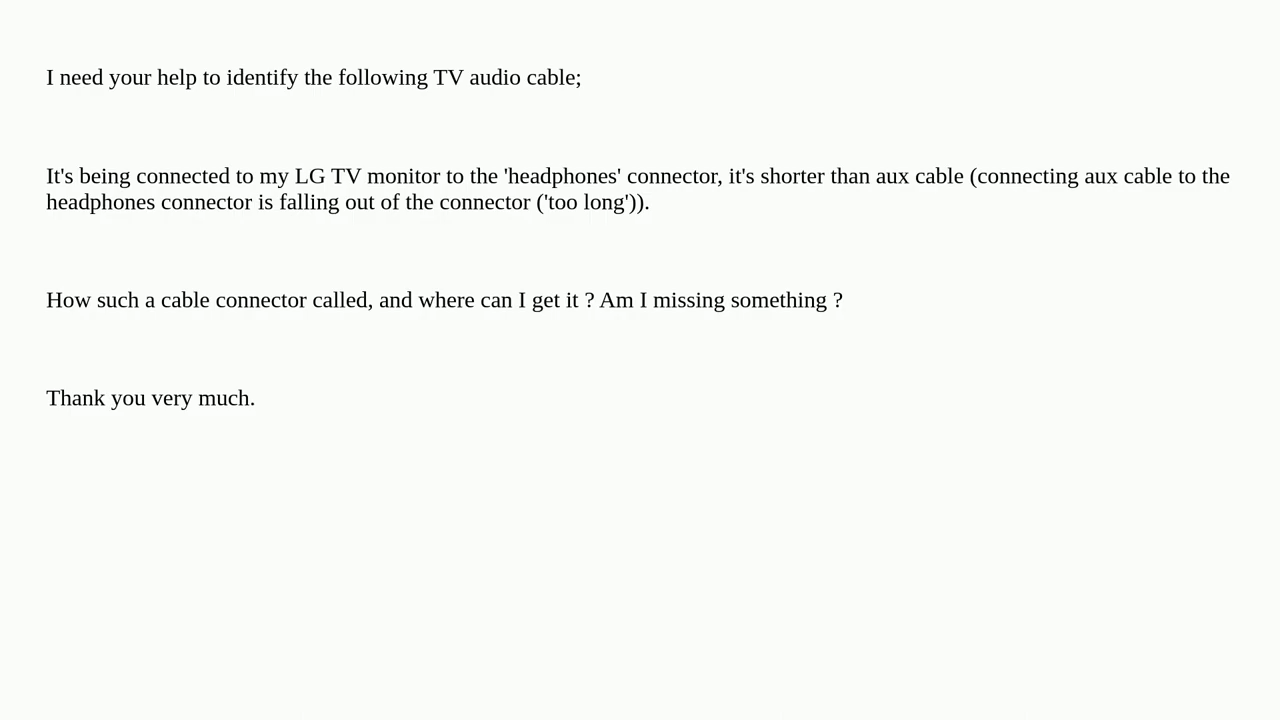 I need your help to identify the following TV audio cable;
It's being connected to my LG TV monitor to the 'headphones' connector, it's shorter than aux cable (connecting aux cable to the
headphones connector is falling out of the connector ('too long')).
How such a cable connector called, and where can I get it ? Am I missing something ?
Thank you very much.